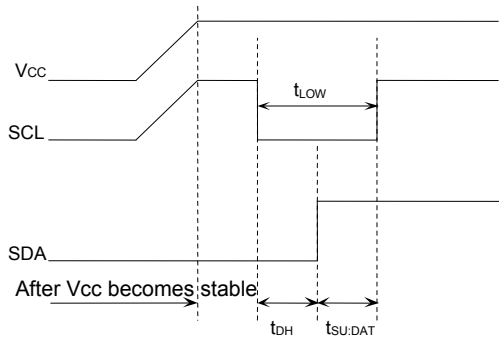 VCC
tLOW
SCL
SDA
After Vcc becomes stable
tDH tSU:DAT